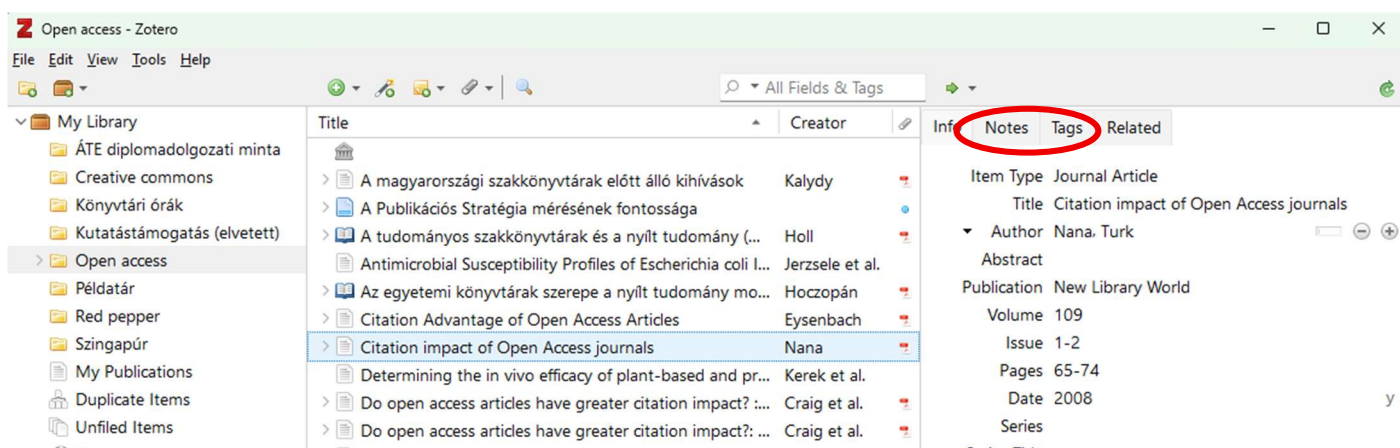 Open access - Zotero
File Edit View Tools Help
All Fields & Tags
My Library
ÁTE diplomadolgozati minta
Creative commons
Könyvtári órák
Kutatástámogatás (elvetett)
Open access
Példatár
Red pepper
Szingapúr
My Publications
Duplicate Items
Unfiled Items
Title Creator
A magyarországi szakkönyvtárak előtt álló kihívások Kalydy
A Publikációs Stratégia mérésének fontossága
A tudományos szakkönyvtárak és a nyílt tudomány (... Holl
Antimicrobial Susceptibility Profiles of Escherichia coli I... Jerzsele et al.
Az egyetemi könyvtárak szerepe a nyílt tudomány mo... Hoczopán
Citation Advantage of Open Access Articles Eysenbach
Citation impact of Open Access journals Nana
Determining the in vivo efficacy of plant-based and pr... Kerek et al.
Do open access articles have greater citation impact? :... Craig et al.
Do open access articles have greater citation impact?: ... Craig et al.
Info Notes Tags Related
Item Type Journal Article
Title Citation impact of Open Access journals
Author Nana, Turk
Abstract
Publication New Library World
Volume 109
Issue 1-2
Pages 65-74
Date 2008 y
Series